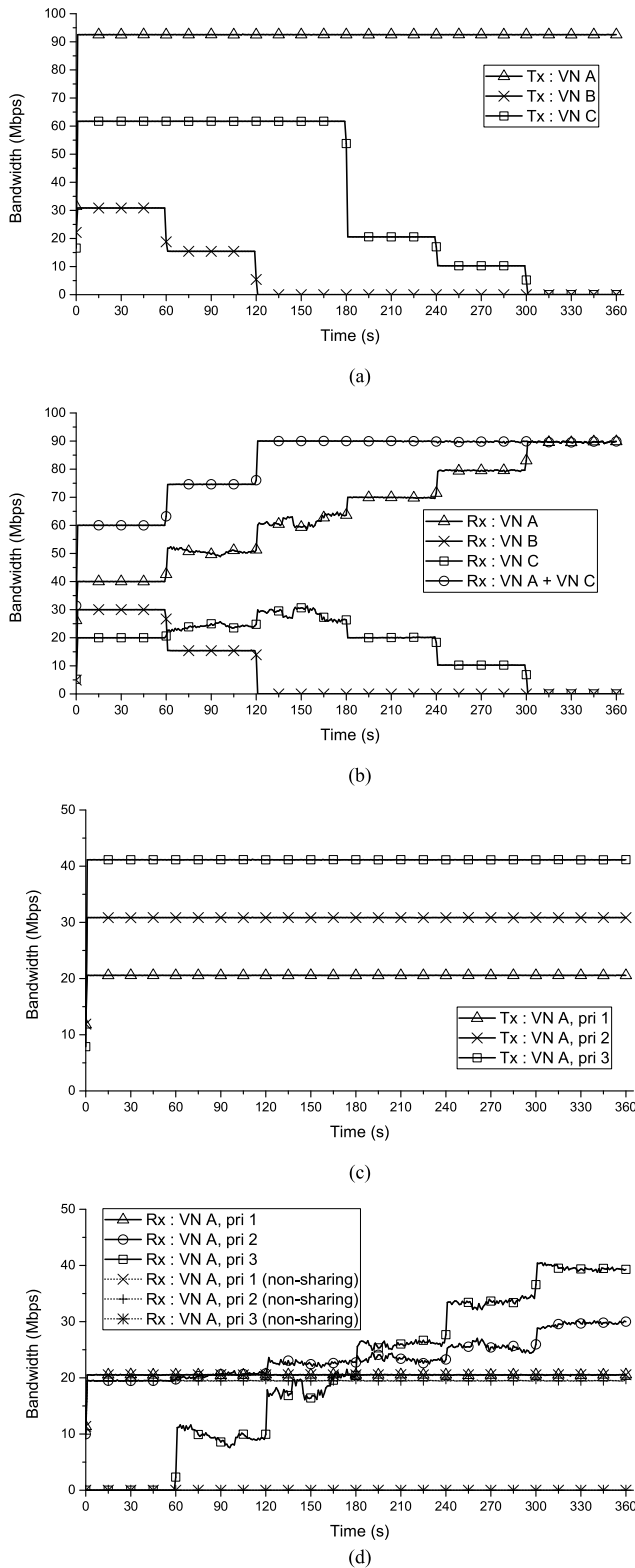 100
90
80
70
60
50
40
30
20
10
0
Bandwidth (Mbps)
Tx : VN A
Tx : VN B
Tx : VN C
0 30 60 90 120 150 180 210 240 270 300 330 360
Time (s)
(a)
100
90
80
70
60
50
40
30
20
10
0
Bandwidth (Mbps)
Rx : VN A
Rx : VN B
Rx : VN C
Rx : VN A + VN C
0 30 60 90 120 150 180 210 240 270 300 330 360
Time (s)
(b)
50
40
30
20
10
0
Bandwidth (Mbps)
Tx : VN A, pri 1
Tx : VN A, pri 2
Tx : VN A, pri 3
0 30 60 90 120 150 180 210 240 270 300 330 360
Time (s)
(c)
50
40
30
20
10
0
Bandwidth (Mbps)
Rx : VN A, pri 1
Rx : VN A, pri 2
Rx : VN A, pri 3
Rx : VN A, pri 1 (non-sharing)
Rx : VN A, pri 2 (non-sharing)
Rx : VN A, pri 3 (non-sharing)
0 30 60 90 120 150 180 210 240 270 300 330 360
Time (s)
(d)